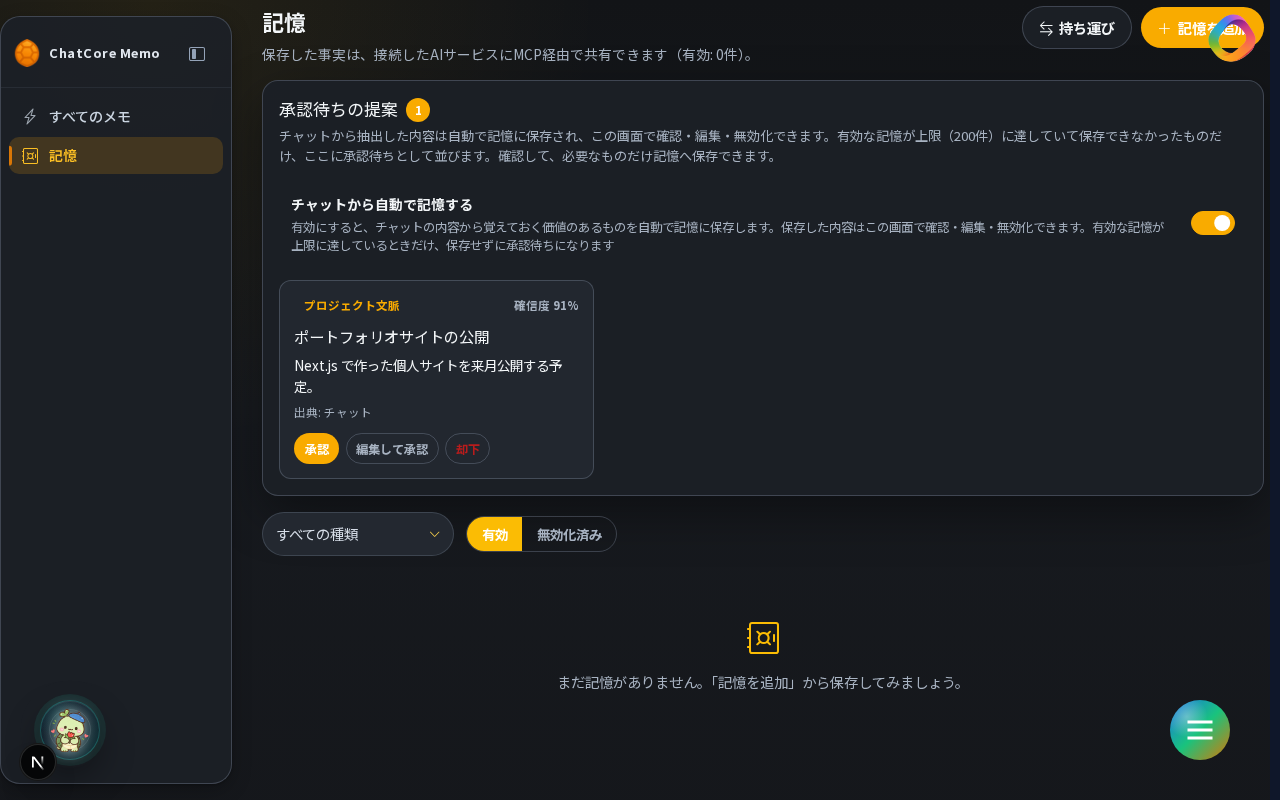 ChatCore Memo
すべてのメモ
記憶
N
記憶
保存した事実は、接続したAIサービスにMCP経由で共有できます（有効: 0件）。
持ち運び
記憶を追加
承認待ちの提案 1
チャットから抽出した内容は自動で記憶に保存され、この画面で確認・編集・無効化できます。有効な記憶が上限（200件）に達していて保存できなかったものだ
け、ここに承認待ちとして並びます。確認して、必要なものだけ記憶へ保存できます。
チャットから自動で記憶する
有効にすると、チャットの内容から覚えておく価値のあるものを自動で記憶に保存します。保存した内容はこの画面で確認・編集・無効化できます。有効な記憶が
上限に達しているときだけ、保存せずに承認待ちになります
プロジェクト文脈 確信度 91%
ポートフォリオサイトの公開
Next.js で作った個人サイトを来月公開する予
定。
出典: チャット
承認 編集して承認 却下
すべての種類 有効 無効化済み
まだ記憶がありません。「記憶を追加」から保存してみましょう。